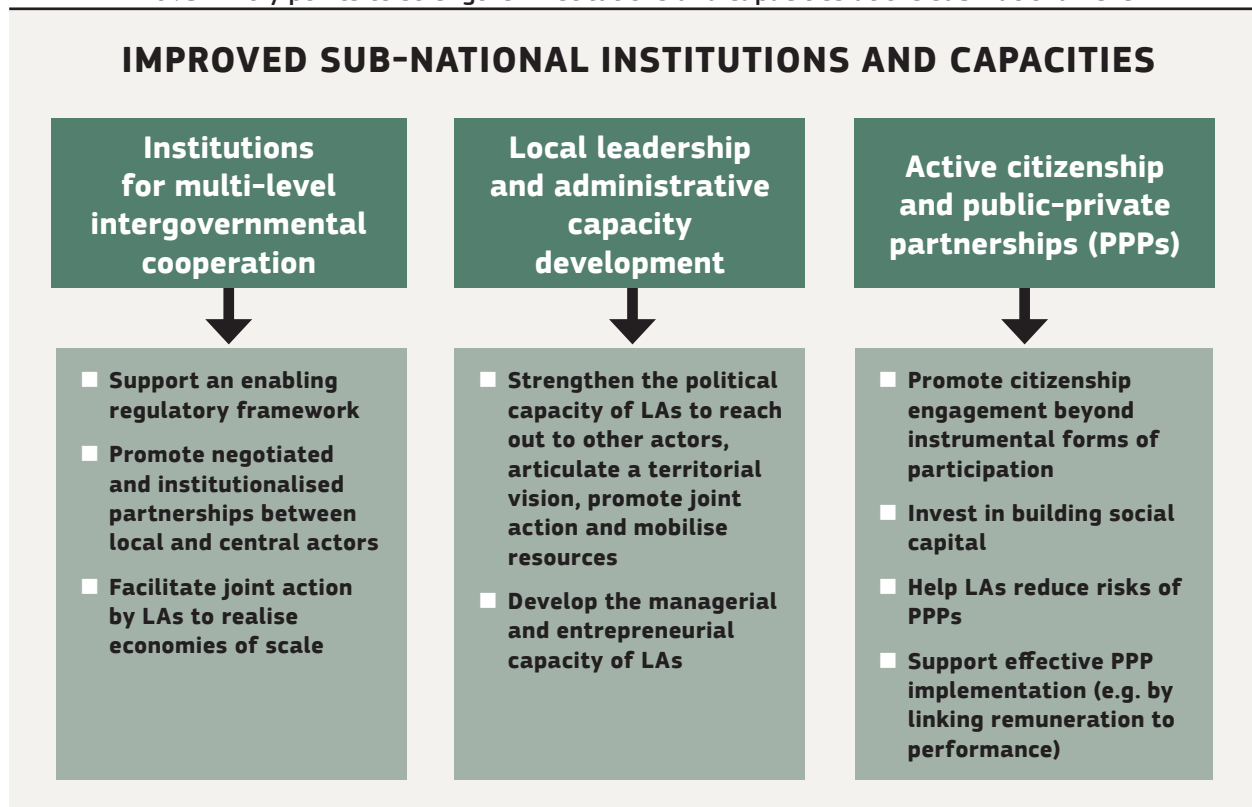 IMPROVED SUB-NATIONAL INSTITUTIONS AND CAPACITIES
Institutions
for multi-level
intergovernmental
cooperation
Local leadership
and administrative
capacity
development
Active citizenship
and public-private
partnerships (PPPs)
Support an enabling
regulatory framework
Promote negotiated
and institutionalised
partnerships between
local and central actors
Facilitate joint action
by LAs to realise
economies of scale
Strengthen the political
capacity of LAs to reach
out to other actors,
articulate a territorial
vision, promote joint
action and mobilise
resources
Develop the managerial
and entrepreneurial
capacity of LAs
Promote citizenship
engagement beyond
instrumental forms of
participation
Invest in building social
capital
Help LAs reduce risks of
PPPs
Support effective PPP
implementation (e.g. by
linking remuneration to
performance)